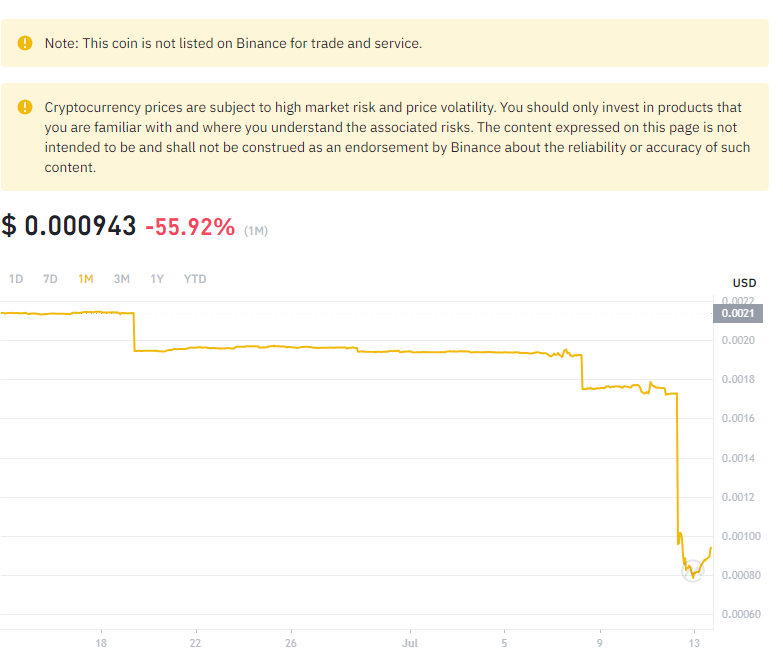 Note: This coin is not listed on Binance for trade and service.
Cryptocurrency prices are subject to high market risk and price volatility. You should only invest in products that
you are familiar with and where you understand the associated risks. The content expressed on this page is not
intended to be and shall not be construed as an endorsement by Binance about the reliability or accuracy of such
content.
$ 0.000943 -55.92% (1M)
1D 7D 1M 3M 1Y YTD
USD
0.0022
0.0021
0.0020
0.0018
0.0016
0.0014
0.0012
0.00100
0.00080
0.00060
18 22 26 Jul 5 9 13